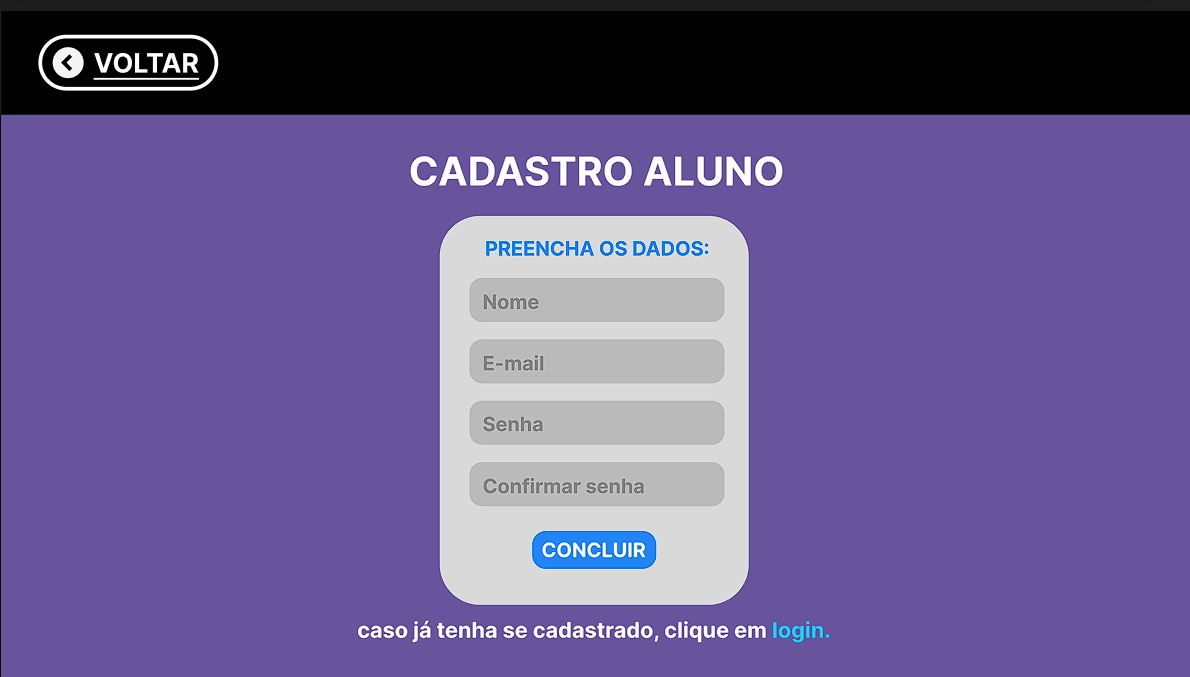 VOLTAR
CADASTRO ALUNO
PREENCHA OS DADOS:
Nome
E-mail
Senha
Confirmar senha
CONCLUIR
caso já tenha se cadastrado, clique em login.